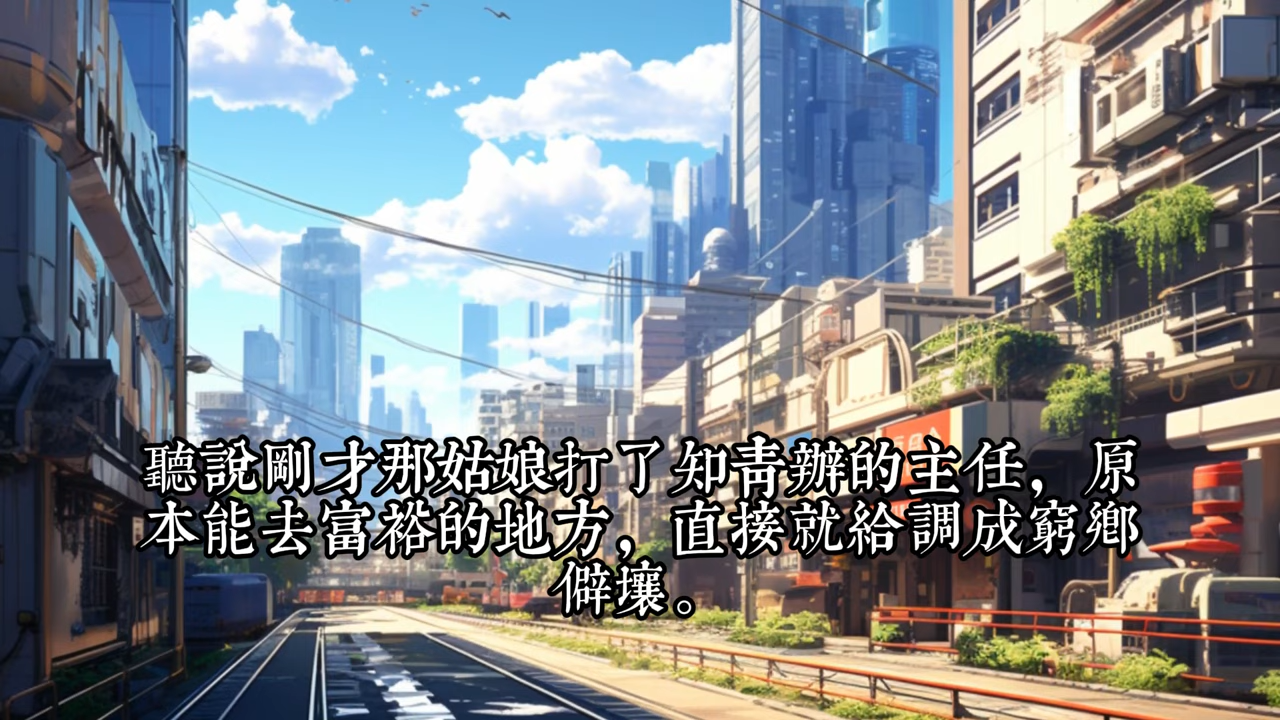 聽說剛才那姑娘打了知青辦的主任，原
本能去富裕的地方，直接就給調成窮鄉
僻壤。